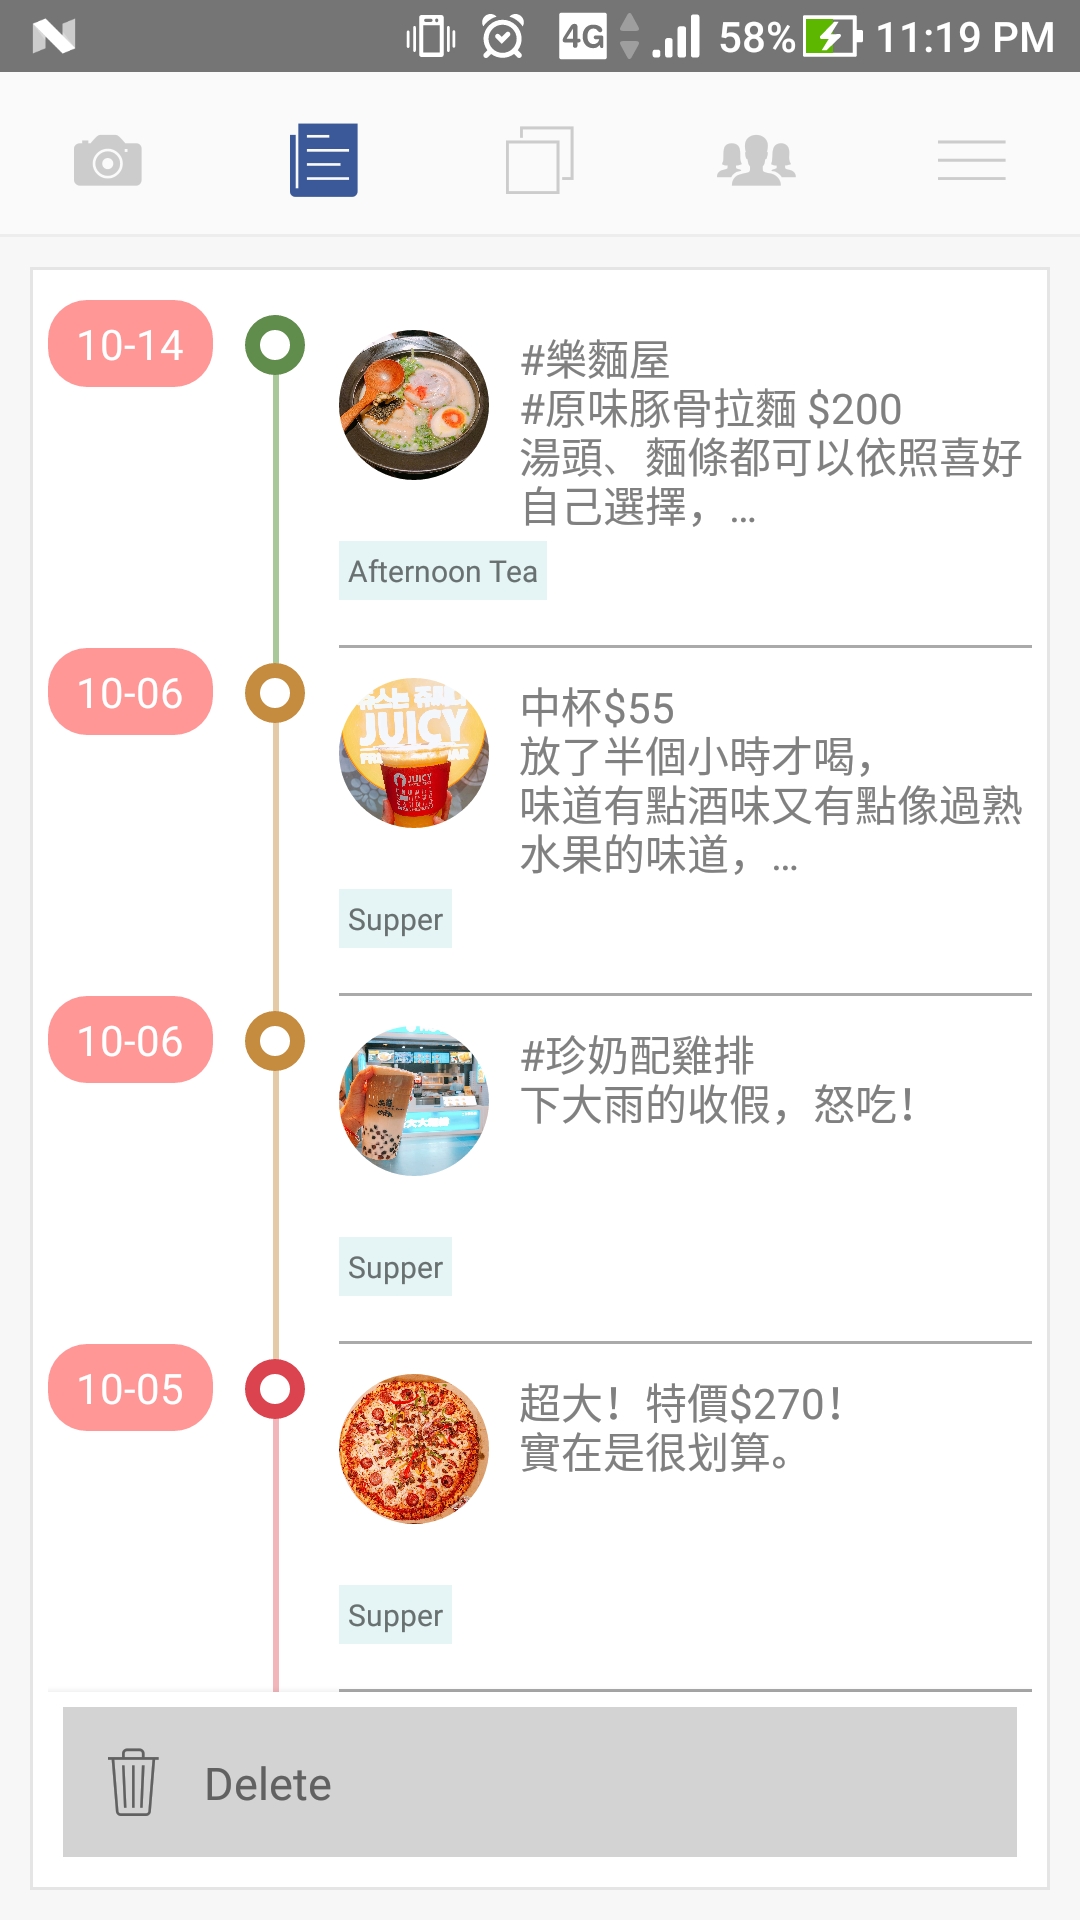 4G 58% 11:19 PM
10-14
#樂麵屋
#原味豚骨拉麵 $200
湯頭、麵條都可以依照喜好
自己選擇，…
Afternoon Tea
10-06
JUICY
JUICY
中杯$55
放了半個小時才喝，
味道有點酒味又有點像過熟
水果的味道，…
Supper
10-06
#珍奶配雞排
下大雨的收假，怒吃！
Supper
10-05
超大！特價$270！
實在是很划算。
Supper
Delete